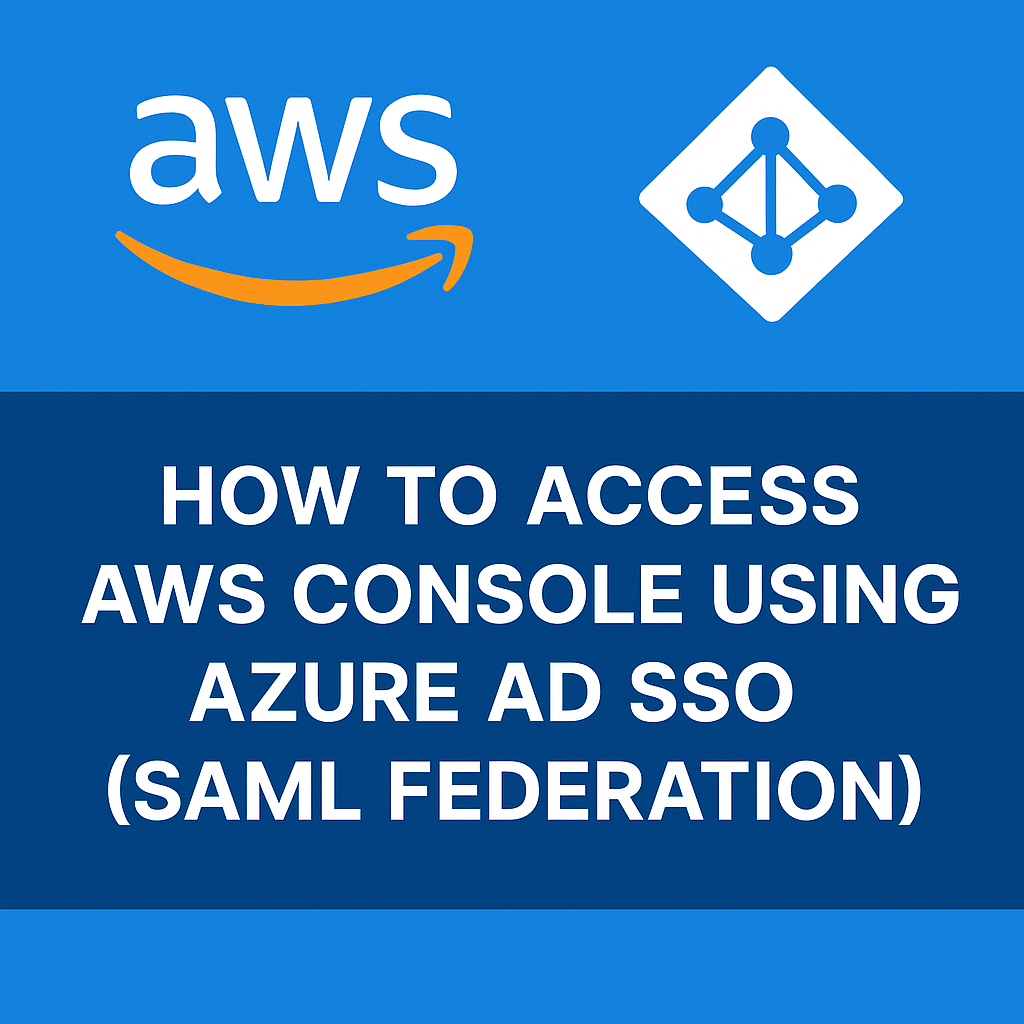 aws
HOW TO ACCESS
AWS CONSOLE USING
AZURE AD SSO
(SAML FEDERATION)